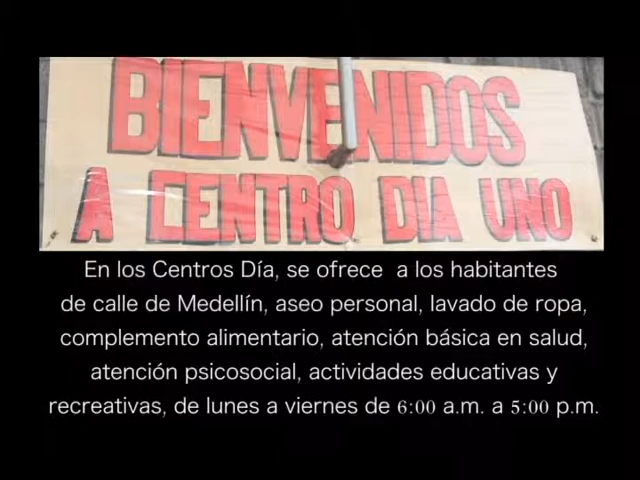 BIENVENIDOS
A CENTRO DIA UNO
En los Centros Día, se ofrece a los habitantes
de calle de Medellín, aseo personal, lavado de ropa,
complemento alimentario, atención básica en salud,
atención psicosocial, actividades educativas y
recreativas, de lunes a viernes de 6:00 a.m. a 5:00 p.m.